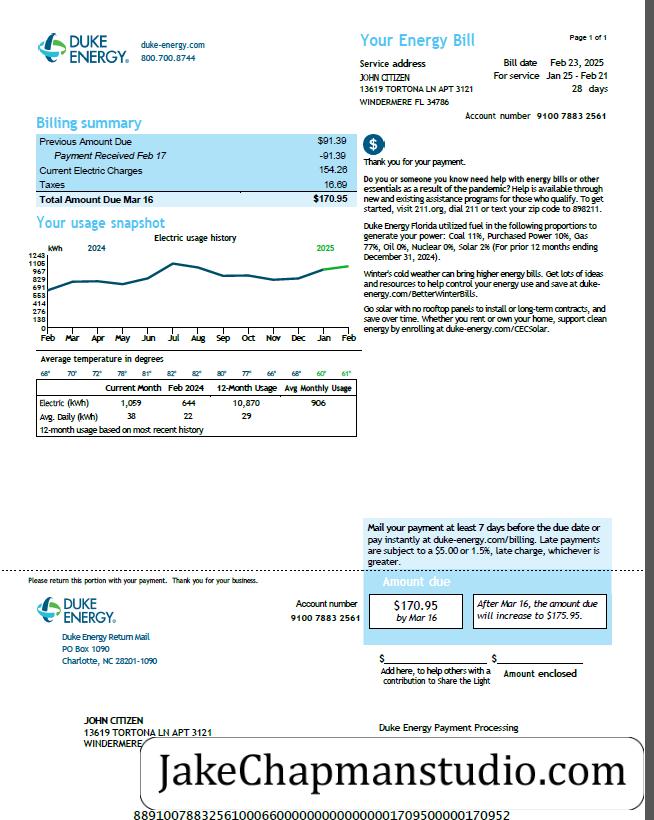 DUKE ENERGY®
duke-energy.com
800.700.8744
Your Energy Bill
Page 1 of 1
Service address
JOHN CITIZEN
13619 TORTONA LN APT 3121
WINDERMERE FL 34786
Bill date Feb 23, 2025
For service Jan 25 - Feb 21
28 days
Account number 9100 7883 2561
Billing summary
Previous Amount Due $91.39
Payment Received Feb 17 -91.39
Current Electric Charges 154.26
Taxes 16.69
Total Amount Due Mar 16 $170.95
$
Thank you for your payment.
Do you or someone you know need help with energy bills or other
essentials as a result of the pandemic? Help is available through
new and existing assistance programs for those who qualify. To get
started, visit 211.org, dial 211 or text your zip code to 898211.
Duke Energy Florida utilized fuel in the following proportions to
generate your power: Coal 11%, Purchased Power 10%, Gas
77%, Oil 0%, Nuclear 0%, Solar 2% (For prior 12 months ending
December 31, 2024).
Winter's cold weather can bring higher energy bills. Get lots of ideas
and resources to help control your energy use and save at duke-
energy.com/BetterWinterBills.
Go solar with no rooftop panels to install or long-term contracts, and
save over time. Whether you rent or own your home, support clean
energy by enrolling at duke-energy.com/CECSolar.
Your usage snapshot
Electric usage history
kWh 2024 2025
1243
1105
967
829
691
553
414
276
138
0
Feb Mar Apr May Jun Jul Aug Sep Oct Nov Dec Jan Feb
Average temperature in degrees
68° 70° 72° 78° 81° 82° 82° 80° 77° 66° 68° 60° 61°
Current Month Feb 2024 12-Month Usage Avg Monthly Usage
Electric (kWh) 1,059 644 10,870 906
Avg. Daily (kWh) 38 22 29
12-month usage based on most recent history
Mail your payment at least 7 days before the due date or
pay instantly at duke-energy.com/billing. Late payments
are subject to a $5.00 or 1.5%, late charge, whichever is
greater.
Please return this portion with your payment. Thank you for your business.
Amount due
DUKE ENERGY®
Account number
9100 7883 2561
$170.95
by Mar 16
After Mar 16, the amount due
will increase to $175.95.
Duke Energy Return Mail
PO Box 1090
Charlotte, NC 28201-1090
$ $
Add here, to help others with a
contribution to Share the Light
Amount enclosed
JOHN CITIZEN
13619 TORTONA LN APT 3121
WINDERMERE
Duke Energy Payment Processing
JakeChapmanstudio.com